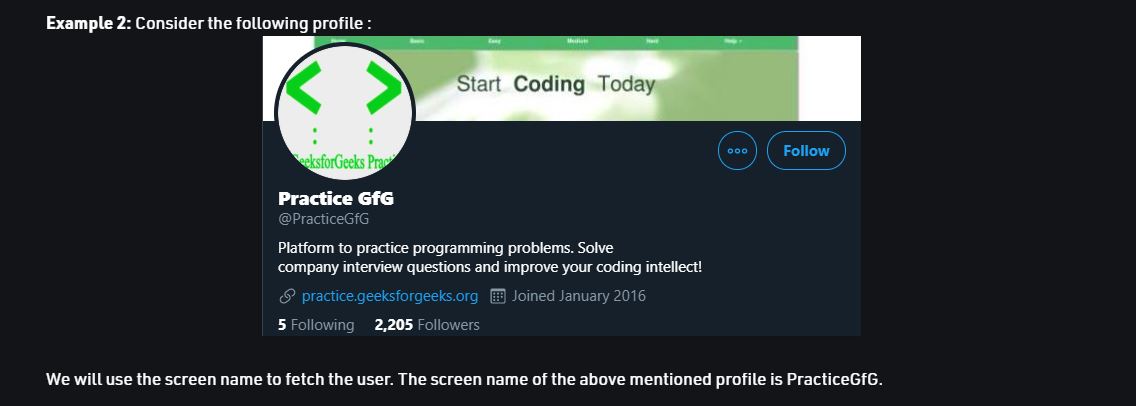 Example 2: Consider the following profile :
Home Basic Easy Medium Hard Help
Start Coding Today
GeeksforGeeks Practi
Follow
Practice GfG
@PracticeGfG
Platform to practice programming problems. Solve
company interview questions and improve your coding intellect!
practice.geeksforgeeks.org Joined January 2016
5 Following 2,205 Followers
We will use the screen name to fetch the user. The screen name of the above mentioned profile is PracticeGfG.